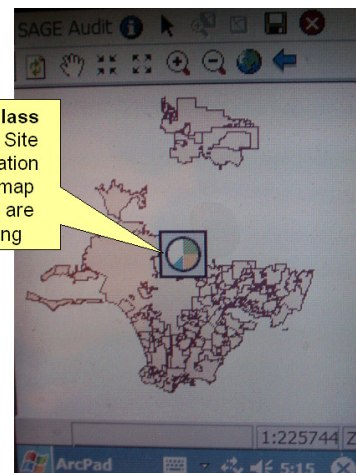 SAGE Audit
lass
Site
ation
map
are
ng
1:225744 Z
ArcPad
5:15